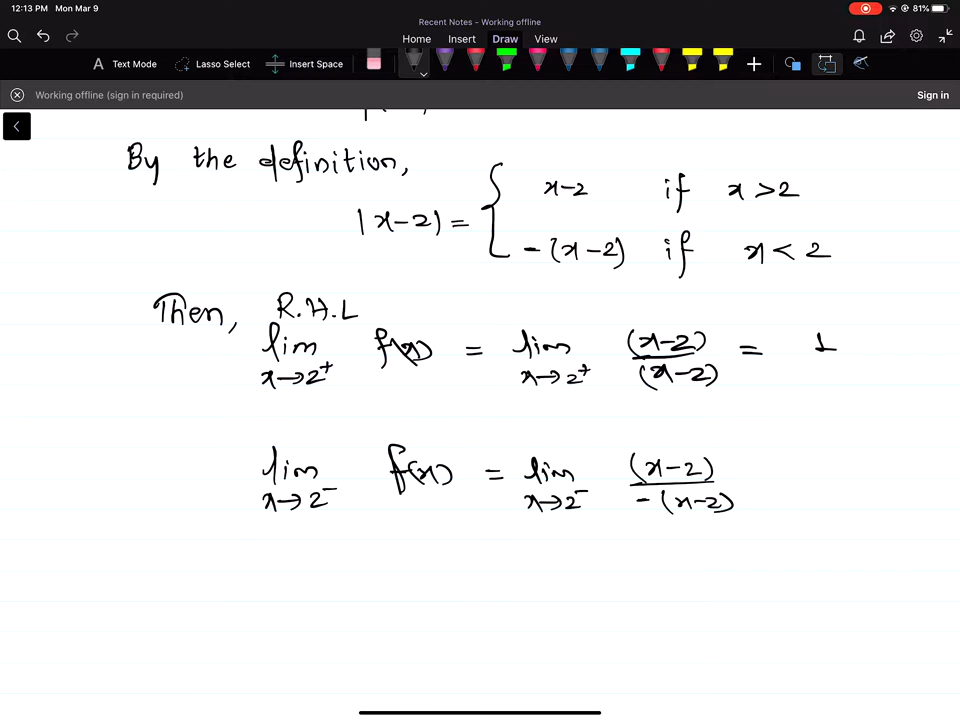 12:13 PM Mon Mar 9
81%
Recent Notes - Working offline
Home Insert Draw View
A Text Mode Lasso Select Insert Space
Working offline (sign in required) Sign in
By the definition,
|x-2| = { x-2 if x > 2
-(x-2) if x < 2
Then, R.H.L
lim x→2⁺ f(x) = lim x→2⁺ (x-2)/(x-2) = 1
lim x→2⁻ f(x) = lim x→2⁻ (x-2)/-(x-2)